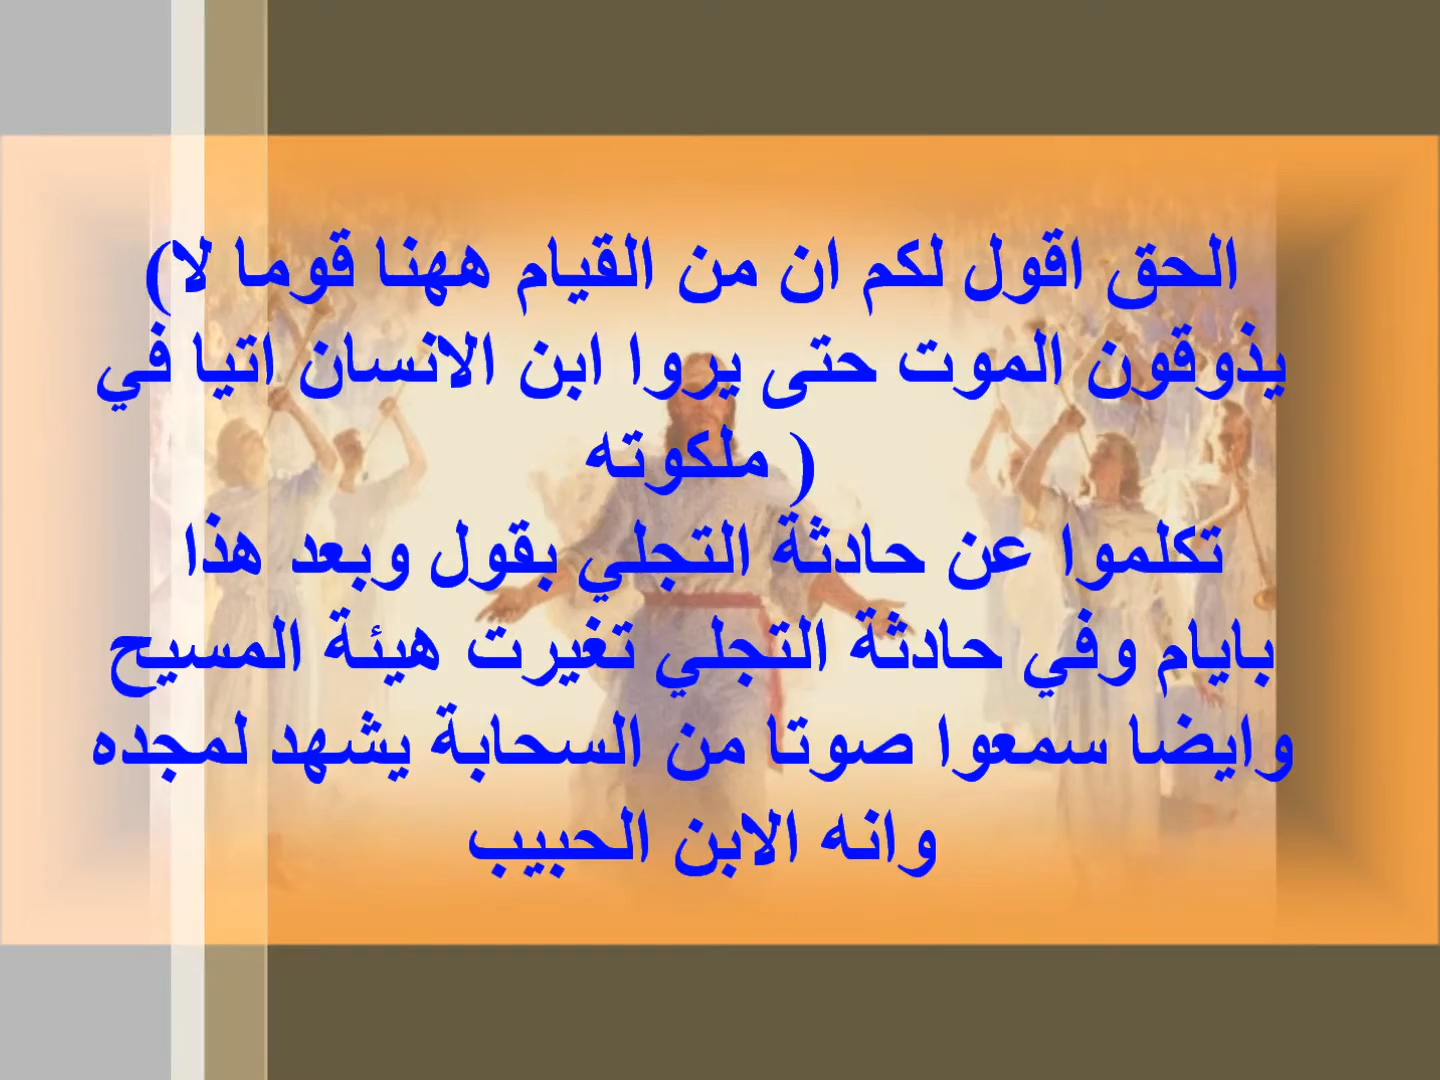 الحق اقول لكم ان من القيام ههنا قوما لا)
يذوقون الموت حتى يروا ابن الانسان اتيا في
( ملكوته
تكلموا عن حادثة التجلي بقول وبعد هذا
بايام وفي حادثة التجلي تغيرت هيئة المسيح
وايضا سمعوا صوتا من السحابة يشهد لمجده
وانه الابن الحبيب